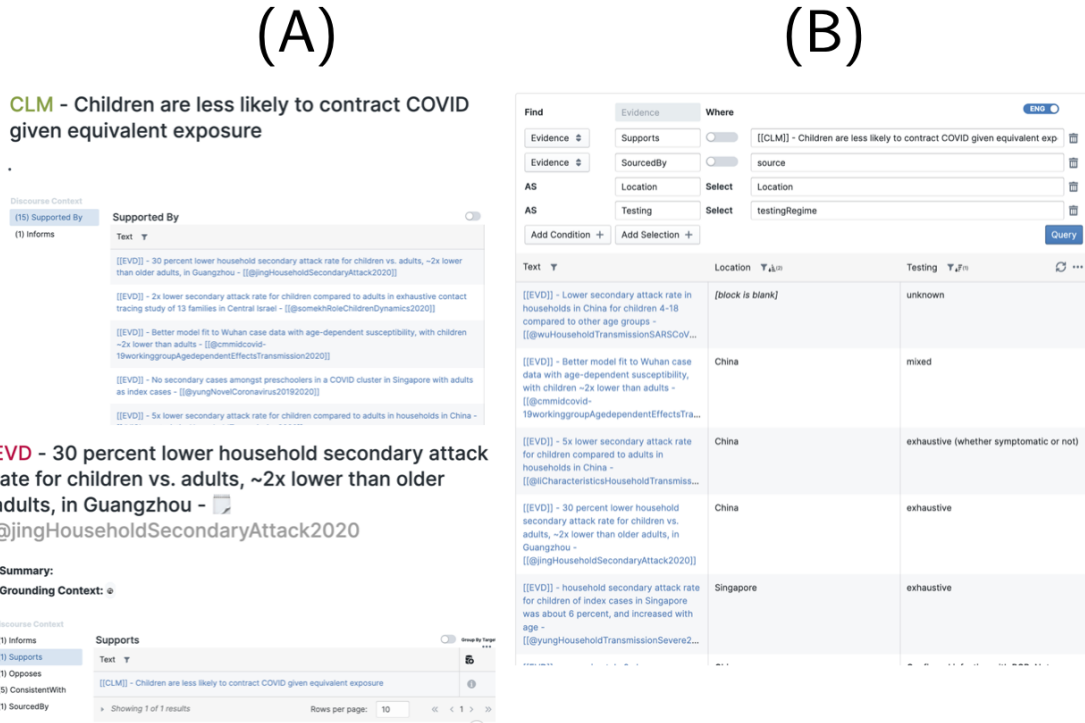 (A)
CLM - Children are less likely to contract COVID
given equivalent exposure
.
Discourse Context
(15) Supported By
(1) Informs
Supported By
Text
[[EVD]] - 30 percent lower household secondary attack rate for children vs. adults, ~2x lower
than older adults, in Guangzhou - [[@jingHouseholdSecondaryAttack2020]]
[[EVD]] - 2x lower secondary attack rate for children compared to adults in exhaustive contact
tracing study of 13 families in Central Israel - [[@somekhRoleChildrenDynamics2020]]
[[EVD]] - Better model fit to Wuhan case data with age-dependent susceptibility, with children
~2x lower than adults - [[@cmmidcovid-
19workinggroupAgedependentEffectsTransmission2020]]
[[EVD]] - No secondary cases amongst preschoolers in a COVID cluster in Singapore with adults
as index cases - [[@yungNovelCoronavirus20192020]]
[[EVD]] - 5x lower secondary attack rate for children compared to adults in households in China -
EVD - 30 percent lower household secondary attack
rate for children vs. adults, ~2x lower than older
adults, in Guangzhou -
@jingHouseholdSecondaryAttack2020
Summary:
Grounding Context:
Discourse Context
(1) Informs
(1) Supports
(1) Opposes
(5) ConsistentWith
(1) SourcedBy
Supports
Group By Target
Text
[[CLM]] - Children are less likely to contract COVID given equivalent exposure
Showing 1 of 1 results
Rows per page: 10
« < 1 > »
(B)
Find Evidence Where ENG
Evidence Supports [[CLM]] - Children are less likely to contract COVID given equivalent exp
Evidence SourcedBy source
AS Location Select Location
AS Testing Select testingRegime
Add Condition + Add Selection + Query
Text Location Testing
[[EVD]] - Lower secondary attack rate in
households in China for children 4-18
compared to other age groups -
[[@wuHouseholdTransmissionSARSCoV...
[block is blank]
unknown
[[EVD]] - Better model fit to Wuhan case
data with age-dependent susceptibility,
with children ~2x lower than adults -
[[@cmmidcovid-
19workinggroupAgedependentEffectsTra...
China
mixed
[[EVD]] - 5x lower secondary attack rate
for children compared to adults in
households in China -
[[@liCharacteristicsHouseholdTransmiss...
China
exhaustive (whether symptomatic or not)
[[EVD]] - 30 percent lower household
secondary attack rate for children vs.
adults, ~2x lower than older adults, in
Guangzhou -
[[@jingHouseholdSecondaryAttack2020]]
China
exhaustive
[[EVD]] - household secondary attack rate
for children of index cases in Singapore
was about 6 percent, and increased with
age -
[[@yungHouseholdTransmissionSevere2...
Singapore
exhaustive